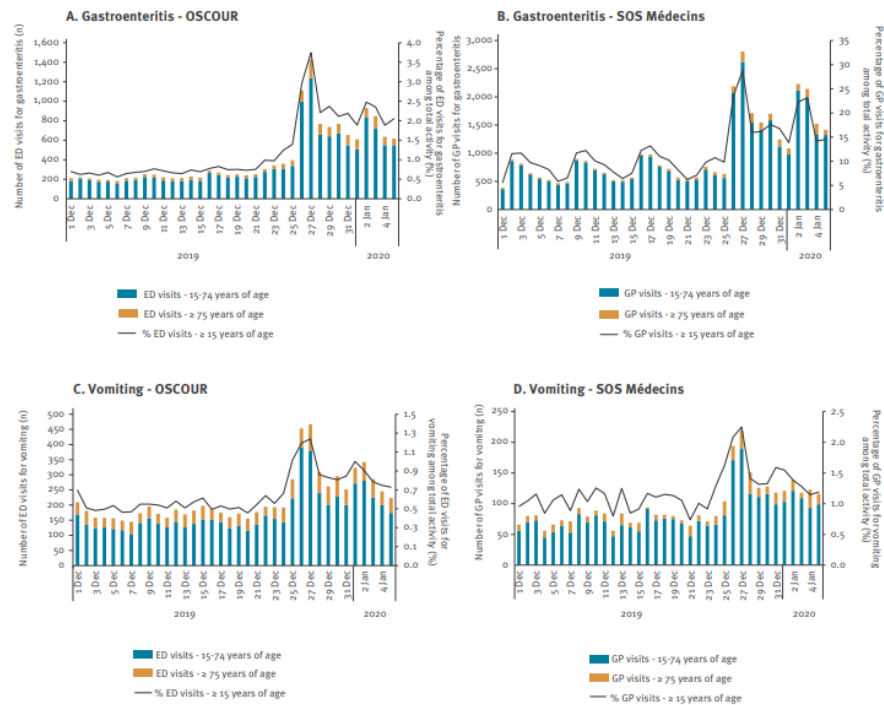 A. Gastroenteritis - OSCOUR
Number of ED visits for gastroenteritis (n)
1,600
1,400
1,200
1,000
800
600
400
200
0
4.0
3.5
3.0
2.5
2.0
1.5
1.0
0.5
0.0
Percentage of ED visits for gastroenteritis
among total activity (%)
1 Dec
3 Dec
5 Dec
7 Dec
9 Dec
11 Dec
13 Dec
15 Dec
17 Dec
19 Dec
21 Dec
23 Dec
25 Dec
27 Dec
29 Dec
31 Dec
2 Jan
4 Jan
2019
2020
ED visits - 15-74 years of age
ED visits - ≥ 75 years of age
% ED visits - ≥ 15 years of age
B. Gastroenteritis - SOS Médecins
Number of GP visits for gastroenteritis
3,000
2,500
2,000
1,500
1,000
500
0
35
30
25
20
15
10
5
0
Percentage of GP visits for gastroenteritis
among total activity (%)
1 Dec
3 Dec
5 Dec
7 Dec
9 Dec
11 Dec
13 Dec
15 Dec
17 Dec
19 Dec
21 Dec
23 Dec
25 Dec
27 Dec
29 Dec
31 Dec
2 Jan
4 Jan
2019
2020
GP visits - 15-74 years of age
GP visits - ≥ 75 years of age
% GP visits - ≥ 15 years of age
C. Vomiting - OSCOUR
Number of ED visits for vomitng (n)
500
450
400
350
300
250
200
150
100
50
0
1.5
1.3
1.2
1.1
0.9
0.7
0.6
0.5
0.3
0.2
0.0
Percentage of ED visits for
vomiting among total activity (%)
1 Dec
3 Dec
5 Dec
7 Dec
9 Dec
11 Dec
13 Dec
15 Dec
17 Dec
19 Dec
21 Dec
23 Dec
25 Dec
27 Dec
29 Dec
31 Dec
2 Jan
4 Jan
2019
2020
ED visits - 15-74 years of age
ED visits - ≥ 75 years of age
% ED visits - ≥ 15 years of age
D. Vomiting - SOS Médecins
Number of GP visits for vomitng (n)
250
200
150
100
50
0
2.5
2.0
1.5
1.0
0.5
0.0
Percentage of GP visits for vomiting
among total activity (%)
1 Dec
3 Dec
5 Dec
7 Dec
9 Dec
11 Dec
13 Dec
15 Dec
17 Dec
19 Dec
21 Dec
23 Dec
25 Dec
27 Dec
29 Dec
31 Dec
2 Jan
4 Jan
2019
2020
GP visits - 15-74 years of age
GP visits - ≥ 75 years of age
% GP visits - ≥ 15 years of age